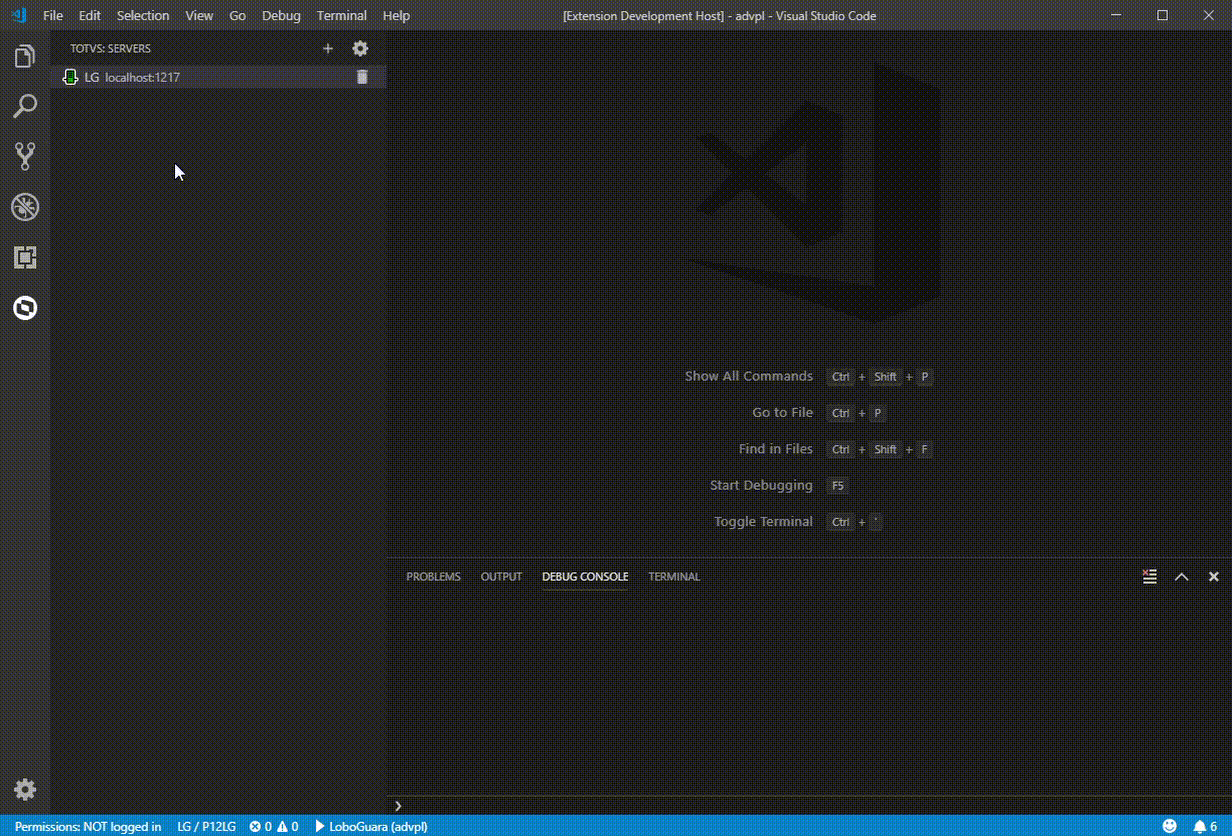 File Edit Selection View Go Debug Terminal Help [Extension Development Host] - advpl - Visual Studio Code
TOTVS: SERVERS
LG localhost:1217
Show All Commands Ctrl + Shift + P
Go to File Ctrl + P
Find in Files Ctrl + Shift + F
Start Debugging F5
Toggle Terminal Ctrl + '
PROBLEMS OUTPUT DEBUG CONSOLE TERMINAL
Permissions: NOT logged in LG / P12LG 0 0 LoboGuara (advpl) 6